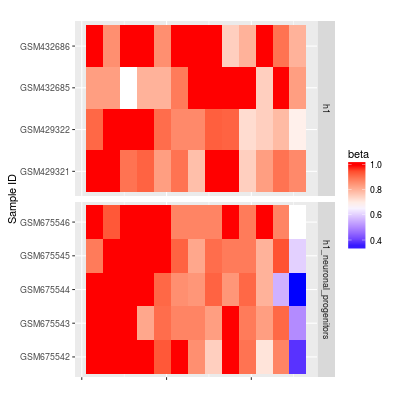 GSM432686
GSM432685
GSM429322
GSM429321
h1
GSM675546
GSM675545
GSM675544
GSM675543
GSM675542
h1_neuronal_progenitors
Sample ID
beta
1.0
0.8
0.6
0.4